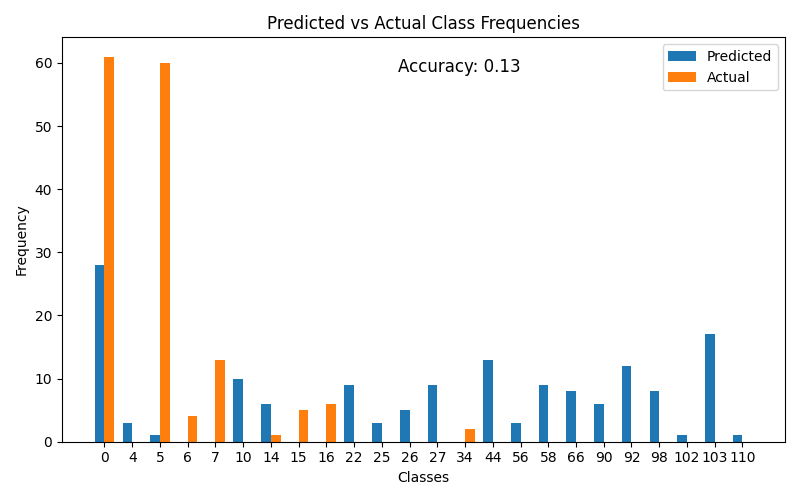 Predicted vs Actual Class Frequencies
Accuracy: 0.13
Predicted
Actual
Frequency
60
50
40
30
20
10
0
0 4 5 6 7 10 14 15 16 22 25 26 27 34 44 56 58 66 90 92 98 102 103 110
Classes